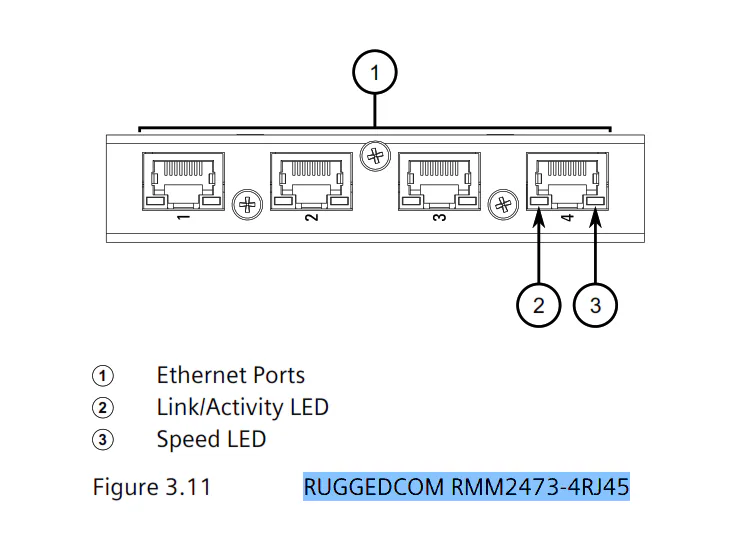 1
1
2
3
4
2
3
1 Ethernet Ports
2 Link/Activity LED
3 Speed LED
Figure 3.11 RUGGEDCOM RMM2473-4RJ45